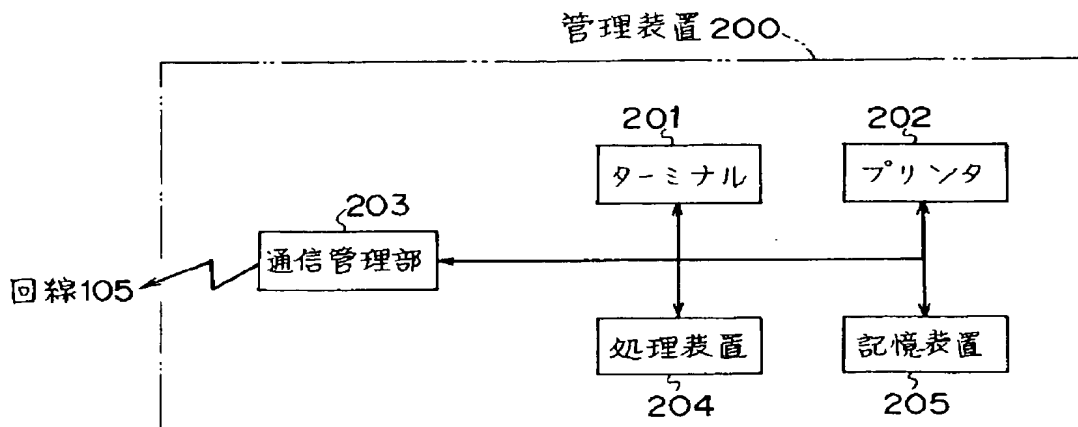 管理装置200
201
ターミナル
202
プリンタ
203
通信管理部
回線105
処理装置
204
記憶装置
205